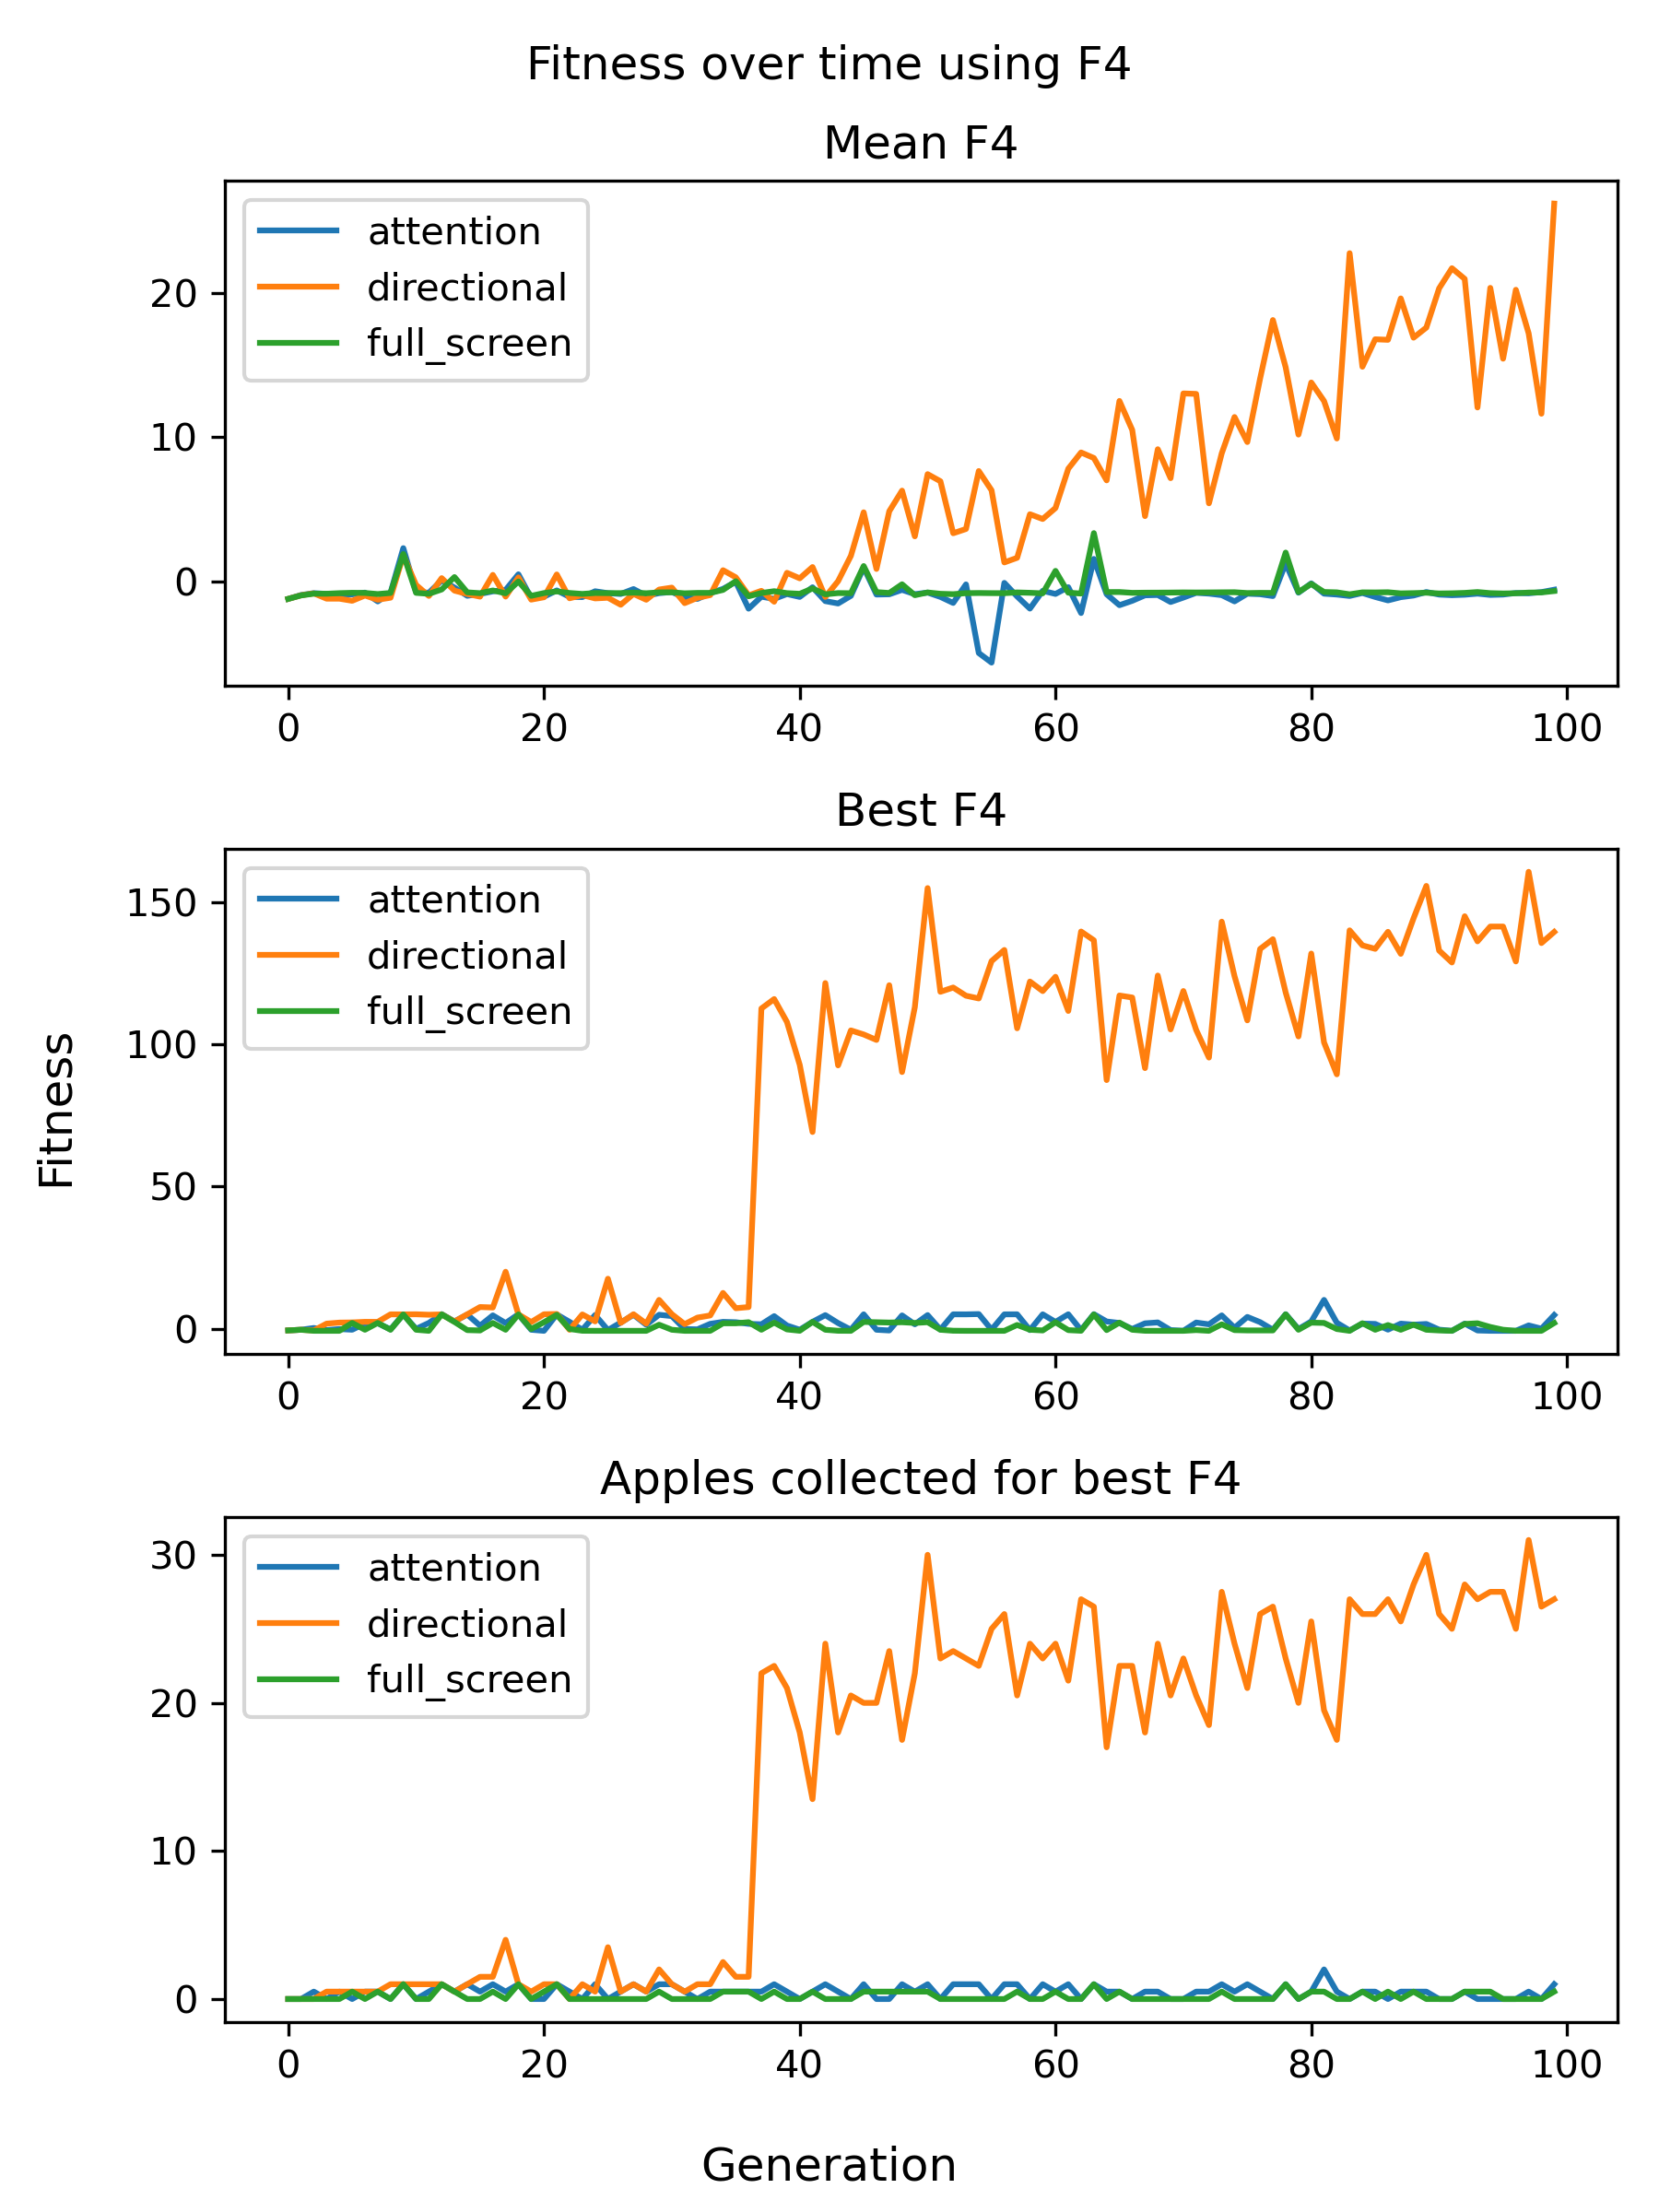 Fitness over time using F4
Mean F4
attention
directional
full_screen
20
10
0
0 20 40 60 80 100
Best F4
attention
directional
full_screen
150
100
50
0
0 20 40 60 80 100
Fitness
Apples collected for best F4
attention
directional
full_screen
30
20
10
0
0 20 40 60 80 100
Generation